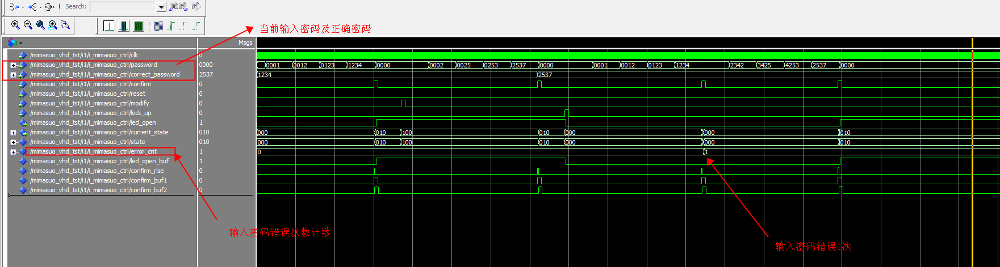 Search:
当前输入密码及正确密码
Msgs
/mimasuo_vhd_tst/i1/i_mimasuo_ctrl/clk 0
/mimasuo_vhd_tst/i1/i_mimasuo_ctrl/password 0000 0001 0012 0123 1234 0000 0002 0025 0253 2537 0000 0001 0012 0123 1234 2342 3425 4253 2537 0000
/mimasuo_vhd_tst/i1/i_mimasuo_ctrl/correct_password 2537 1234 2537
/mimasuo_vhd_tst/i1/i_mimasuo_ctrl/confirm 0
/mimasuo_vhd_tst/i1/i_mimasuo_ctrl/reset 0
/mimasuo_vhd_tst/i1/i_mimasuo_ctrl/modify 0
/mimasuo_vhd_tst/i1/i_mimasuo_ctrl/lock_up 0
/mimasuo_vhd_tst/i1/i_mimasuo_ctrl/led_open 1
/mimasuo_vhd_tst/i1/i_mimasuo_ctrl/current_state 010 000 010 100 010 000 000 010
/mimasuo_vhd_tst/i1/i_mimasuo_ctrl/state 010 000 010 100 010 000 000 010
/mimasuo_vhd_tst/i1/i_mimasuo_ctrl/error_cnt 1 0 1
/mimasuo_vhd_tst/i1/i_mimasuo_ctrl/led_open_buf 1
/mimasuo_vhd_tst/i1/i_mimasuo_ctrl/confirm_rise 0
/mimasuo_vhd_tst/i1/i_mimasuo_ctrl/confirm_buf1 0
/mimasuo_vhd_tst/i1/i_mimasuo_ctrl/confirm_buf2 0
输入密码错误次数计数
输入密码错误1次